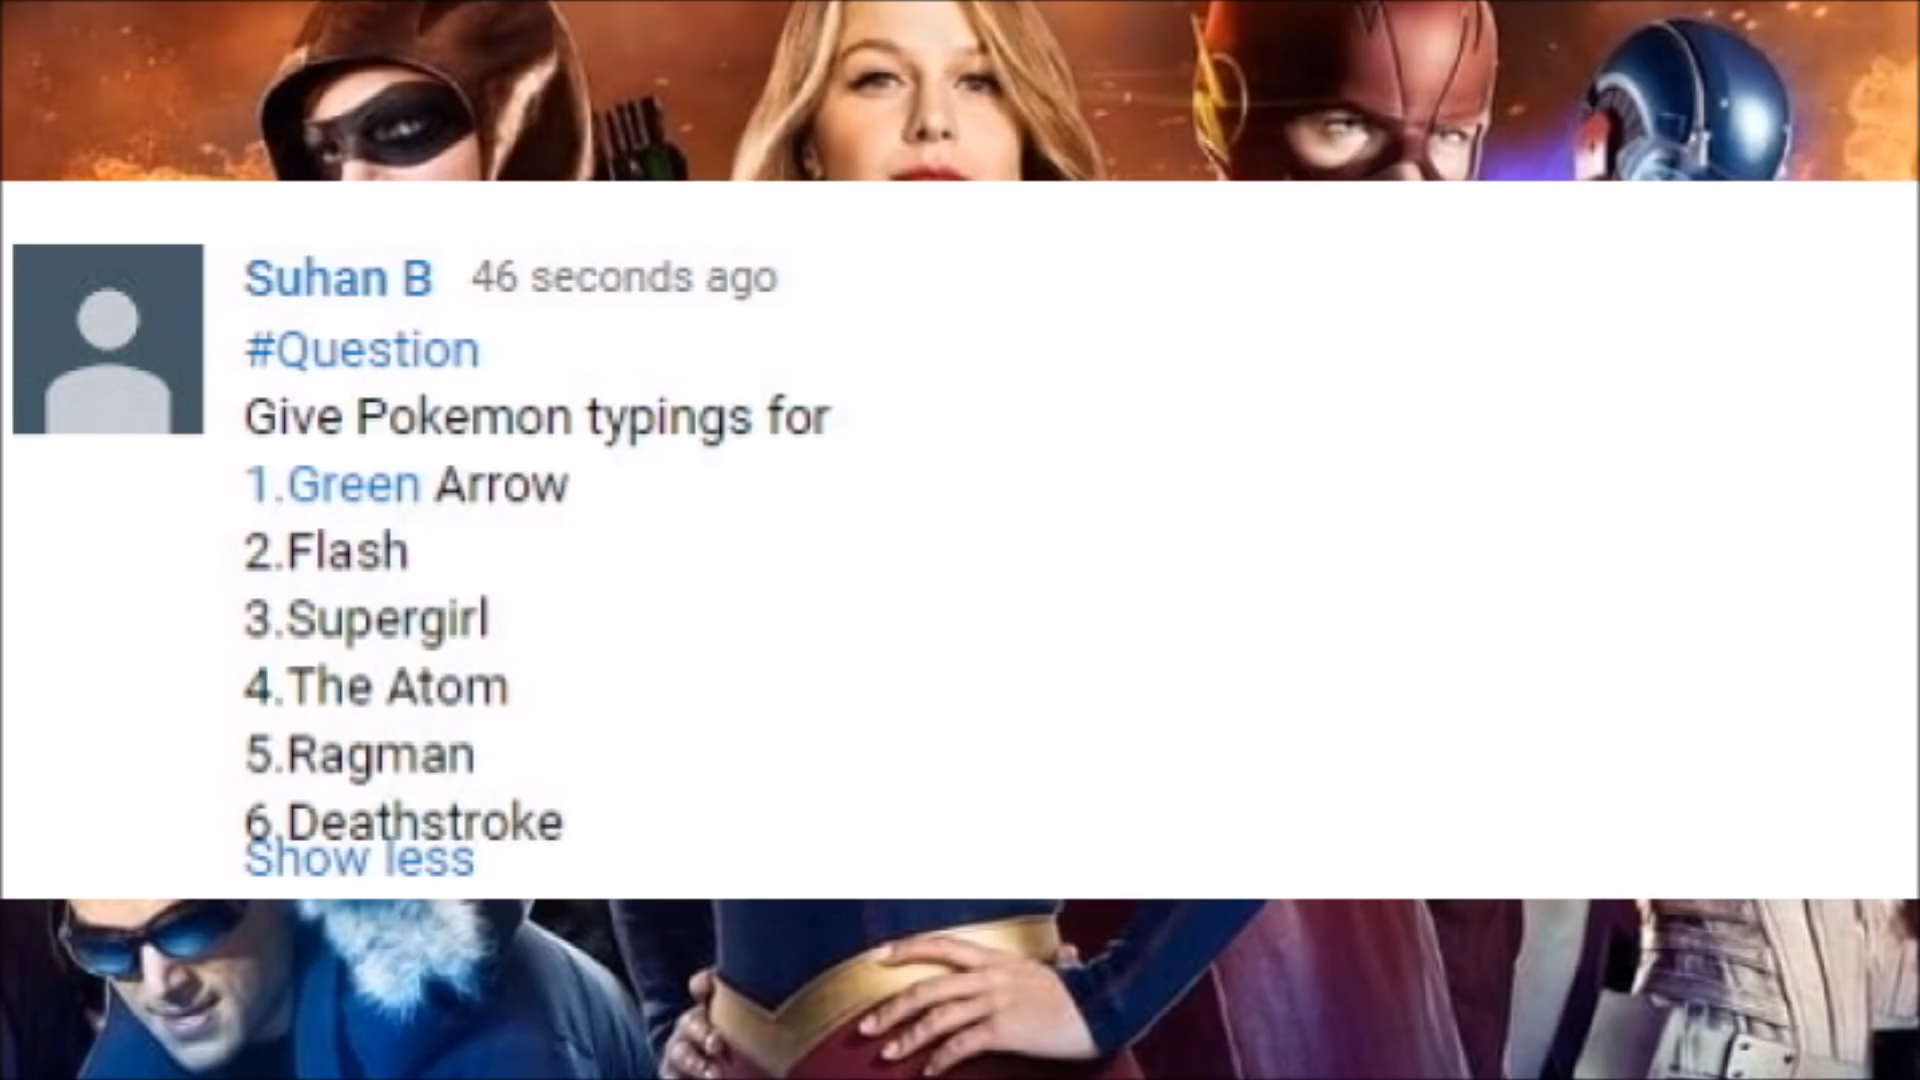 Suhan B 46 seconds ago
#Question
Give Pokemon typings for
1.Green Arrow
2.Flash
3.Supergirl
4.The Atom
5.Ragman
6.Deathstroke
Show less